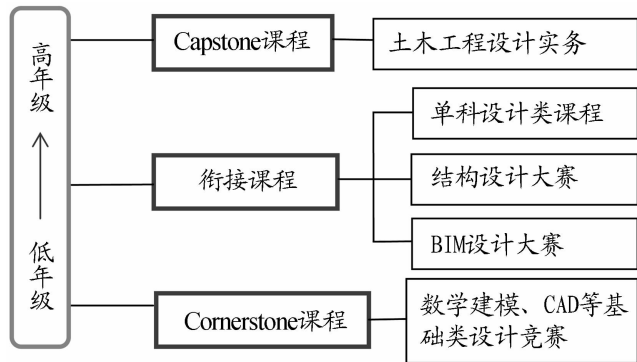 高年级
低年级
Capstone课程
土木工程设计实务
衔接课程
单科设计类课程
结构设计大赛
BIM设计大赛
Cornerstone课程
数学建模、CAD等基
础类设计竞赛